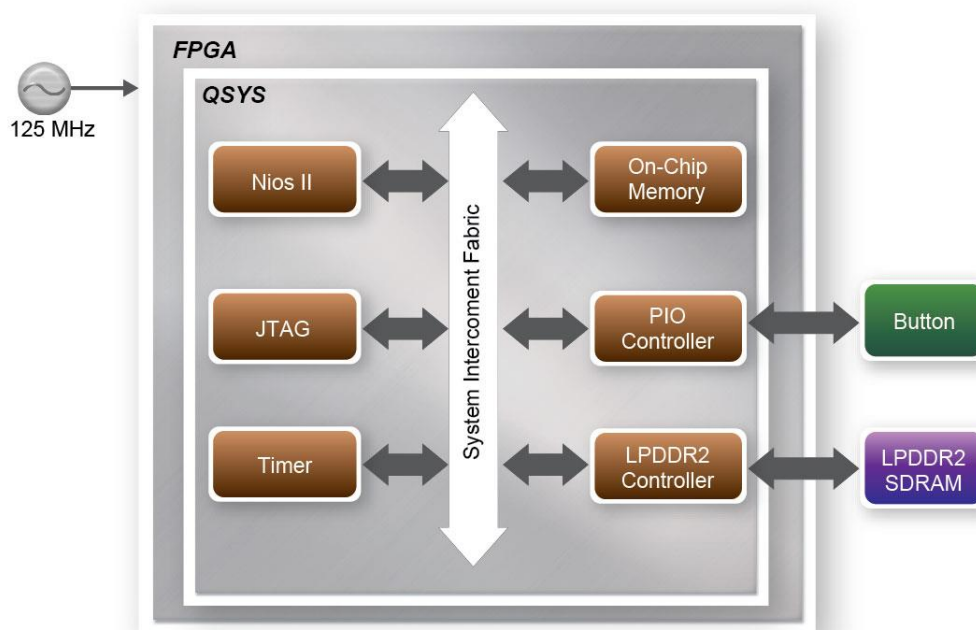 FPGA
QSYS
125 MHz
Nios II
On-Chip
Memory
System Intercoment Fabric
JTAG
PIO
Controller
Button
Timer
LPDDR2
Controller
LPDDR2
SDRAM